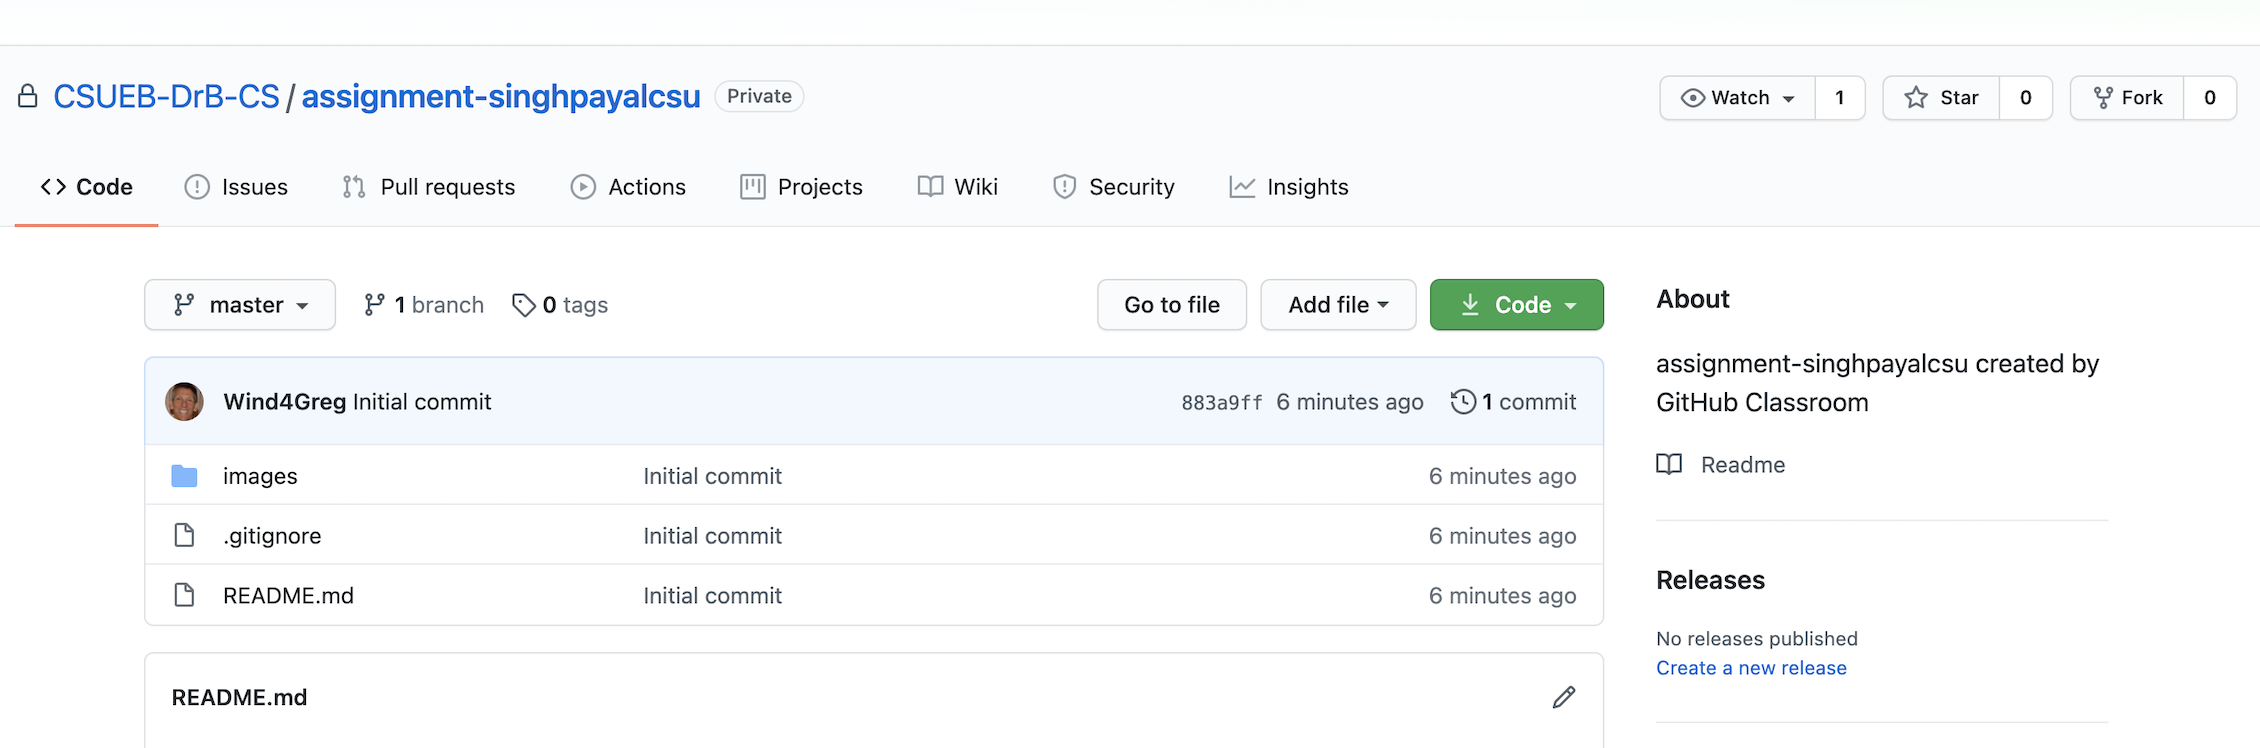 CSUEB-DrB-CS / assignment-singhpayalcsu Private Watch 1 Star 0 Fork 0
Code Issues Pull requests Actions Projects Wiki Security Insights
master 1 branch 0 tags Go to file Add file Code
Wind4Greg Initial commit 883a9ff 6 minutes ago 1 commit
images Initial commit 6 minutes ago
.gitignore Initial commit 6 minutes ago
README.md Initial commit 6 minutes ago
README.md
About
assignment-singhpayalcsu created by
GitHub Classroom
Readme
Releases
No releases published
Create a new release